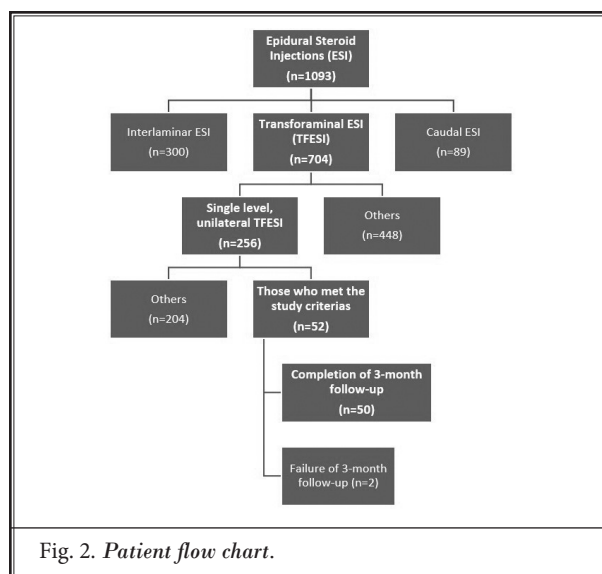 Epidural Steroid
Injections (ESI)
(n=1093)
Interlaminar ESI
(n=300)
Transforaminal ESI
(TFESI)
(n=704)
Caudal ESI
(n=89)
Single level,
unilateral TFESI
(n=256)
Others
(n=448)
Others
(n=204)
Those who met the
study criterias
(n=52)
Completion of 3-month
follow-up
(n=50)
Failure of 3-month
follow-up (n=2)
Fig. 2. Patient flow chart.